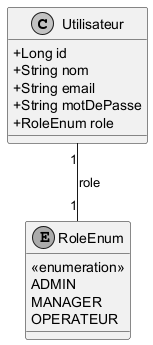 C Utilisateur
+Long id
+String nom
+String email
+String motDePasse
+RoleEnum role
1
role
1
E RoleEnum
«enumeration»
ADMIN
MANAGER
OPERATEUR